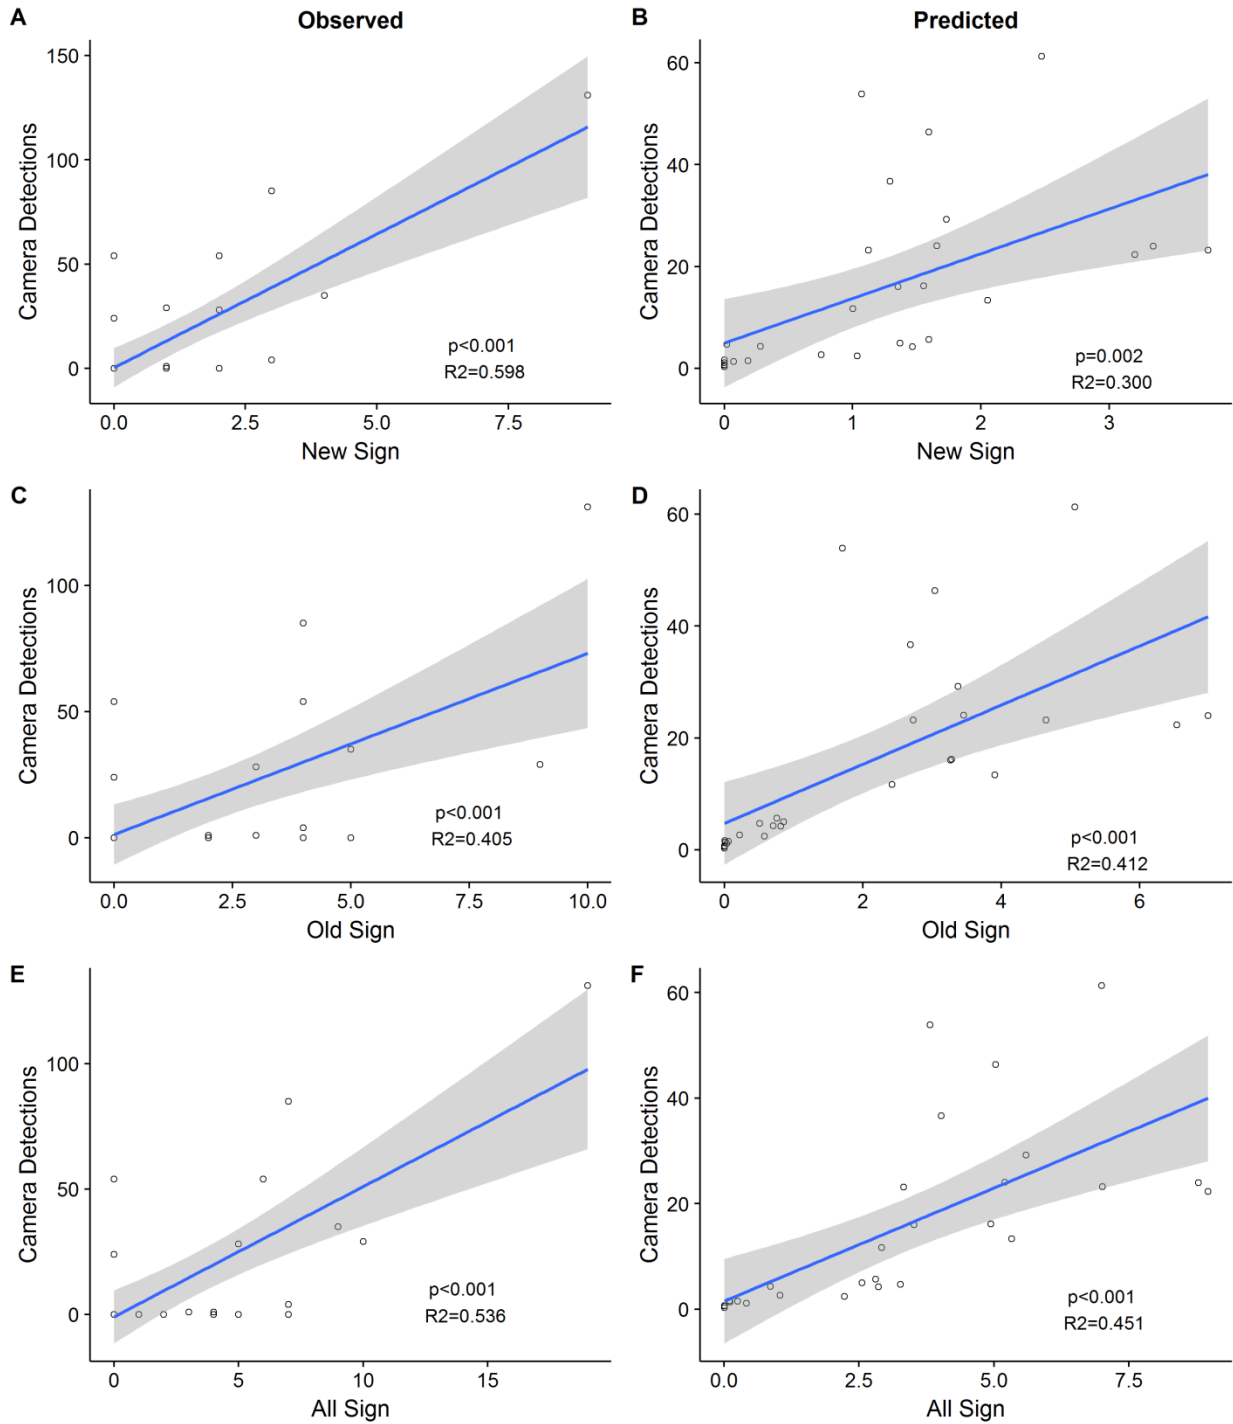 A
Observed
Camera Detections
150
100
50
0
p<0.001
R2=0.598
0.0
2.5
5.0
7.5
New Sign
B
Predicted
Camera Detections
60
40
20
0
p=0.002
R2=0.300
0
1
2
3
New Sign
C
Camera Detections
100
50
0
p<0.001
R2=0.405
0.0
2.5
5.0
7.5
10.0
Old Sign
D
Camera Detections
60
40
20
0
p<0.001
R2=0.412
0
2
4
6
Old Sign
E
Camera Detections
100
50
0
p<0.001
R2=0.536
0
5
10
15
All Sign
F
Camera Detections
60
40
20
0
p<0.001
R2=0.451
0.0
2.5
5.0
7.5
All Sign